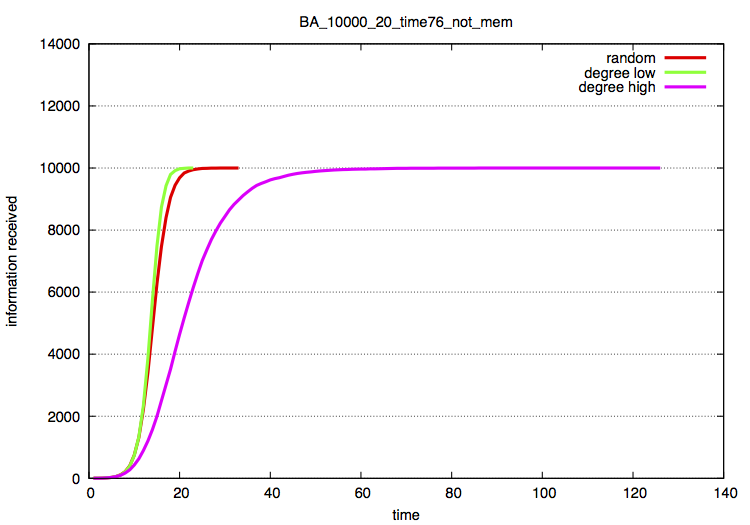 BA_10000_20_time76_not_mem
14000
12000
10000
8000
6000
4000
2000
0
random
degree low
degree high
information received
0 20 40 60 80 100 120 140
time